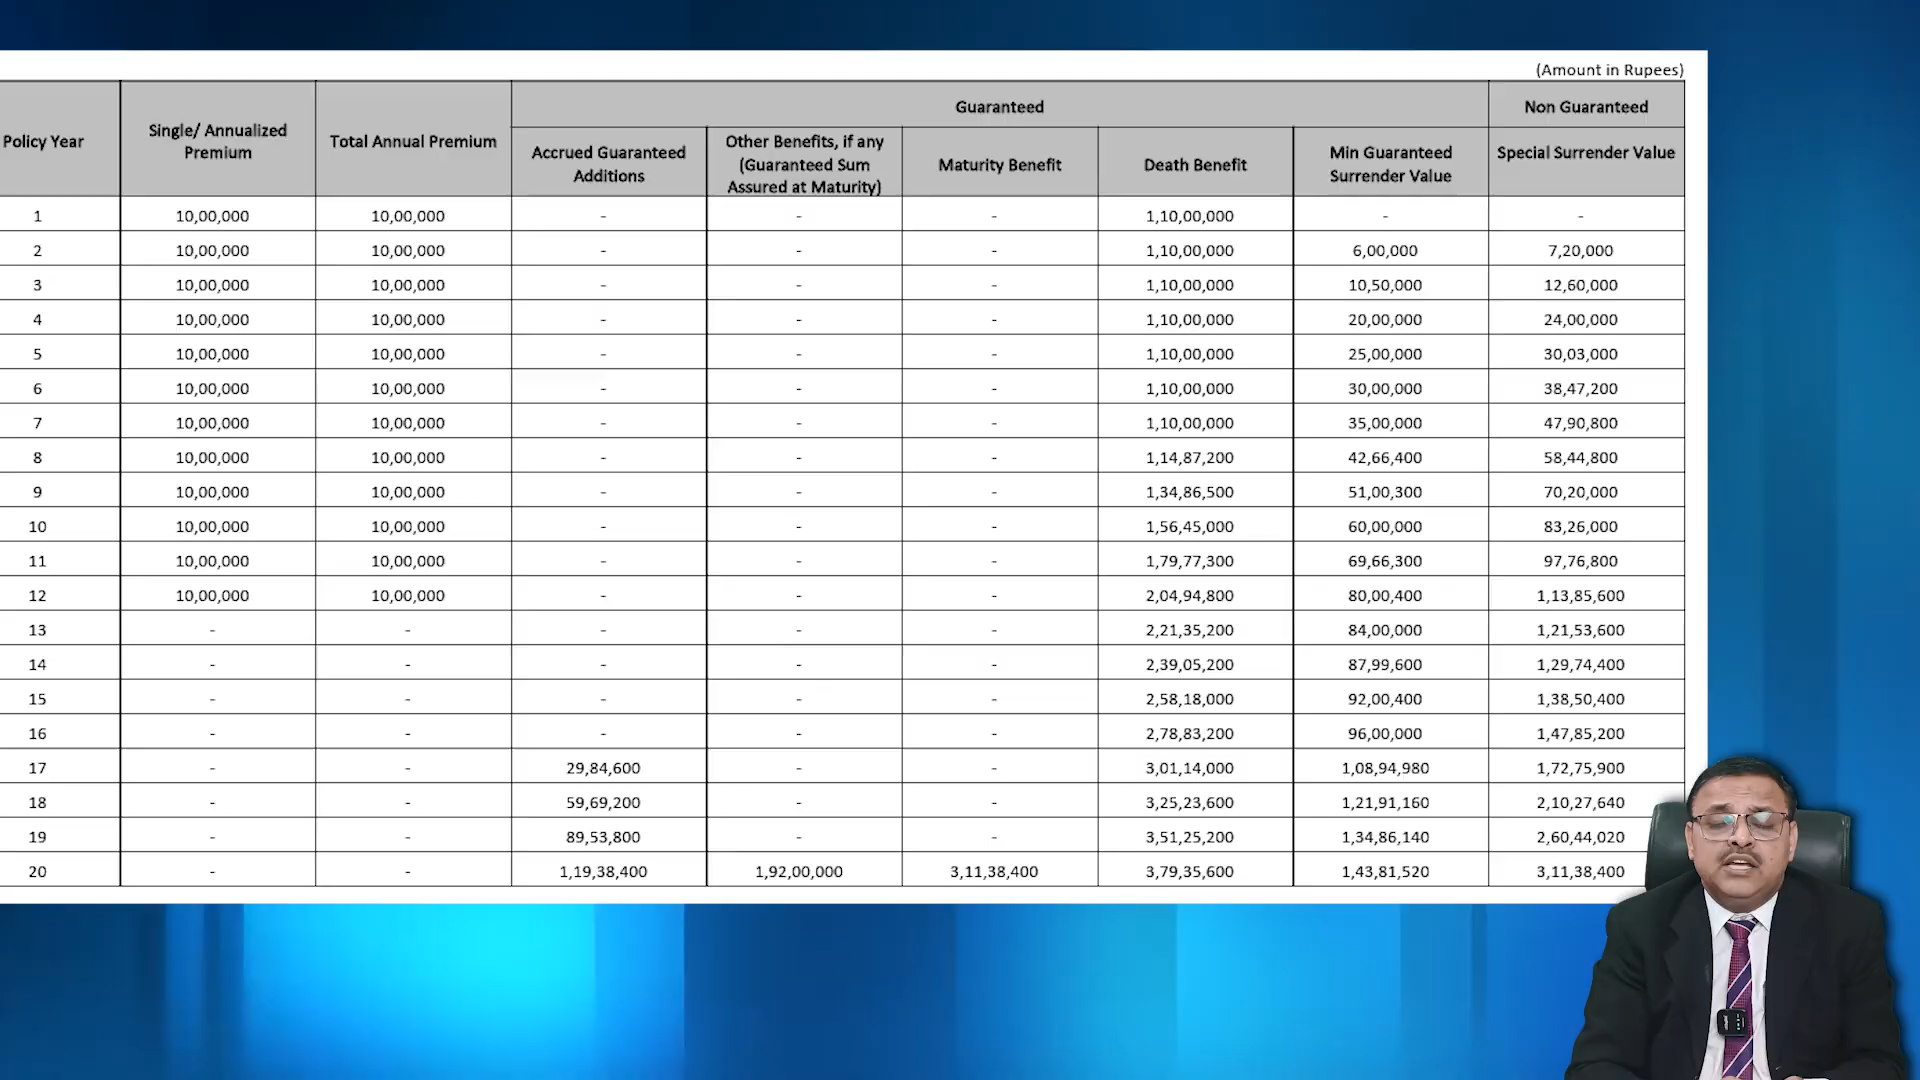 (Amount in Rupees)
Policy Year | Single/ Annualized Premium | Total Annual Premium | Guaranteed | Non Guaranteed
Accrued Guaranteed Additions | Other Benefits, if any (Guaranteed Sum Assured at Maturity) | Maturity Benefit | Death Benefit | Min Guaranteed Surrender Value | Special Surrender Value
1 | 10,00,000 | 10,00,000 | - | - | - | 1,10,00,000 | - | -
2 | 10,00,000 | 10,00,000 | - | - | - | 1,10,00,000 | 6,00,000 | 7,20,000
3 | 10,00,000 | 10,00,000 | - | - | - | 1,10,00,000 | 10,50,000 | 12,60,000
4 | 10,00,000 | 10,00,000 | - | - | - | 1,10,00,000 | 20,00,000 | 24,00,000
5 | 10,00,000 | 10,00,000 | - | - | - | 1,10,00,000 | 25,00,000 | 30,03,000
6 | 10,00,000 | 10,00,000 | - | - | - | 1,10,00,000 | 30,00,000 | 38,47,200
7 | 10,00,000 | 10,00,000 | - | - | - | 1,10,00,000 | 35,00,000 | 47,90,800
8 | 10,00,000 | 10,00,000 | - | - | - | 1,14,87,200 | 42,66,400 | 58,44,800
9 | 10,00,000 | 10,00,000 | - | - | - | 1,34,86,500 | 51,00,300 | 70,20,000
10 | 10,00,000 | 10,00,000 | - | - | - | 1,56,45,000 | 60,00,000 | 83,26,000
11 | 10,00,000 | 10,00,000 | - | - | - | 1,79,77,300 | 69,66,300 | 97,76,800
12 | 10,00,000 | 10,00,000 | - | - | - | 2,04,94,800 | 80,00,400 | 1,13,85,600
13 | - | - | - | - | - | 2,21,35,200 | 84,00,000 | 1,21,53,600
14 | - | - | - | - | - | 2,39,05,200 | 87,99,600 | 1,29,74,400
15 | - | - | - | - | - | 2,58,18,000 | 92,00,400 | 1,38,50,400
16 | - | - | - | - | - | 2,78,83,200 | 96,00,000 | 1,47,85,200
17 | - | - | 29,84,600 | - | - | 3,01,14,000 | 1,08,94,980 | 1,72,75,900
18 | - | - | 59,69,200 | - | - | 3,25,23,600 | 1,21,91,160 | 2,10,27,640
19 | - | - | 89,53,800 | - | - | 3,51,25,200 | 1,34,86,140 | 2,60,44,020
20 | - | - | 1,19,38,400 | 1,92,00,000 | 3,11,38,400 | 3,79,35,600 | 1,43,81,520 | 3,11,38,400